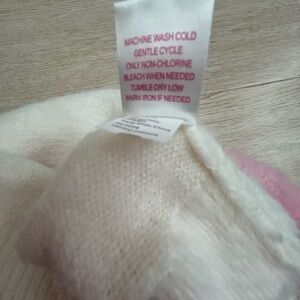 MACHINE WASH COLD
GENTLE CYCLE
ONLY NON-CHLORINE
BLEACH WHEN NEEDED
TUMBLE DRY LOW
WARM IRON IF NEEDED